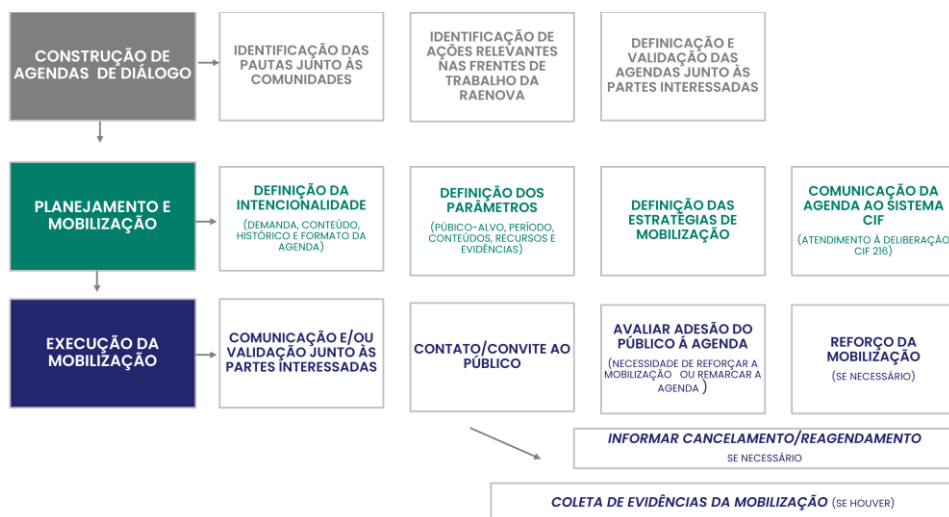 CONSTRUÇÃO DE
AGENDAS DE DIÁLOGO
IDENTIFICAÇÃO DAS
PAUTAS JUNTO ÀS
COMUNIDADES
IDENTIFICAÇÃO DE
AÇÕES RELEVANTES
NAS FRENTES DE
TRABALHO DA
RAENOVA
DEFINICAÇÃO E
VALIDAÇÃO DAS
AGENDAS JUNTO ÀS
PARTES INTERESSADAS
PLANEJAMENTO E
MOBILIZAÇÃO
DEFINIÇÃO DA
INTENCIONALIDADE
(DEMANDA, CONTEÚDO,
HISTÓRICO E FORMATO DA
AGENDA)
DEFINIÇÃO DOS
PARÂMETROS
(PÚBICO-ALVO, PERÍODO,
CONTEÚDOS, RECURSOS E
EVIDÊNCIAS)
DEFINIÇÃO DAS
ESTRATÉGIAS DE
MOBILIZAÇÃO
COMUNICAÇÃO DA
AGENDA AO SISTEMA
CIF
(ATENDIMENTO À DELIBERAÇÃO
CIF 216)
EXECUÇÃO DA
MOBILIZAÇÃO
COMUNICAÇÃO E/OU
VALIDAÇÃO JUNTO ÀS
PARTES INTERESSADAS
CONTATO/CONVITE AO
PÚBLICO
AVALIAR ADESÃO DO
PÚBLICO Á AGENDA
(NECESSIDADE DE REFORÇAR A
MOBILIZAÇÃO OU REMARCAR A
AGENDA )
REFORÇO DA
MOBILIZAÇÃO
(SE NECESSÁRIO)
INFORMAR CANCELAMENTO/REAGENDAMENTO
SE NECESSÁRIO
COLETA DE EVIDÊNCIAS DA MOBILIZAÇÃO (SE HOUVER)